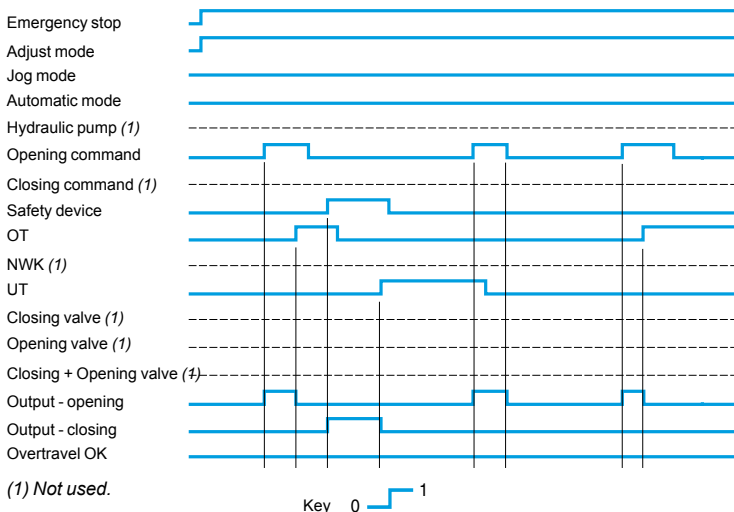 Emergency stop
Adjust mode
Jog mode
Automatic mode
Hydraulic pump (1)
Opening command
Closing command (1)
Safety device
OT
NWK (1)
UT
Closing valve (1)
Opening valve (1)
Closing + Opening valve (1)
Output - opening
Output - closing
Overtravel OK
(1) Not used.
Key 0 1